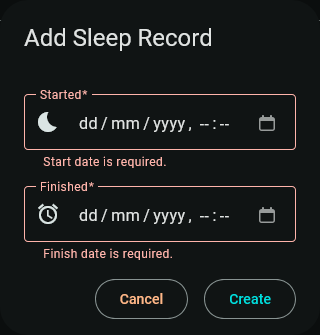 Add Sleep Record
Started*
dd/mm/yyyy, --:--
Start date is required.
Finished*
dd/mm/yyyy, --:--
Finish date is required.
Cancel
Create